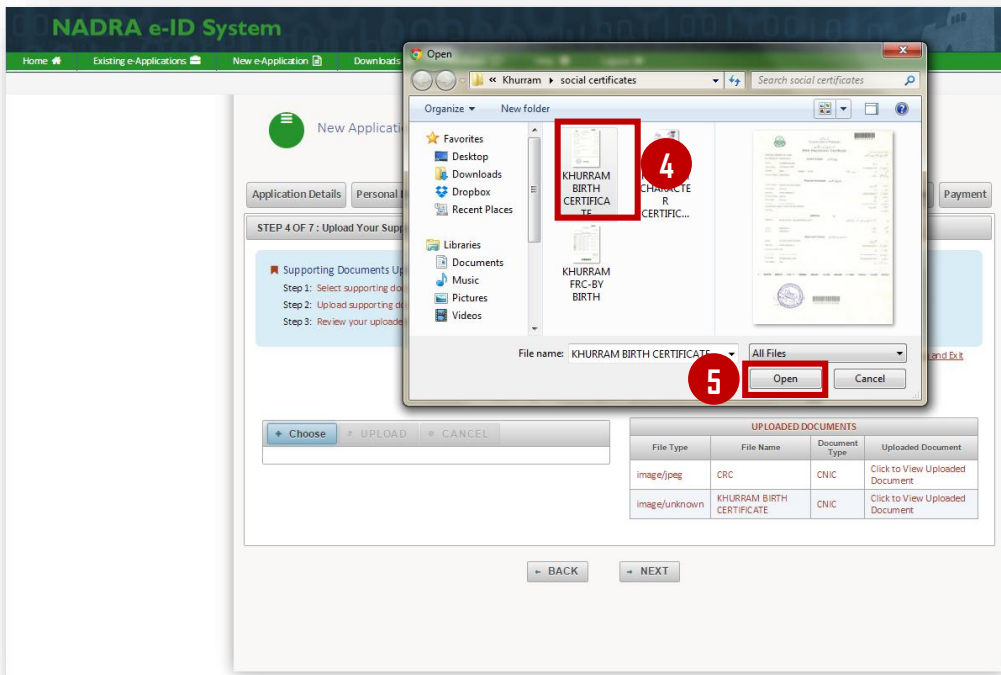 NADRA e-ID System
Home Existing e-Applications New e-Application Downloads
Open
« Khurram ▸ social certificates
Search social certificates
Organize New folder
Favorites
Desktop
Downloads
Dropbox
Recent Places
Libraries
Documents
Music
Pictures
Videos
KHURRAM
BIRTH
CERTIFICA
TE
4
CHARACTE
R
CERTIFIC...
KHURRAM
FRC-BY
BIRTH
File name: KHURRAM BIRTH CERTIFICATE
All Files
5
Open Cancel
New Applicati
Application Details Personal Payment
STEP 4 OF 7 : Upload Your Supp
Supporting Documents Up
Step 1: Select supporting do
Step 2: Upload supporting d
Step 3: Review your uploade
and Exit
Choose UPLOAD CANCEL
UPLOADED DOCUMENTS
File Type File Name Document Type Uploaded Document
image/jpeg CRC CNIC Click to View Uploaded Document
image/unknown KHURRAM BIRTH CERTIFICATE CNIC Click to View Uploaded Document
BACK NEXT